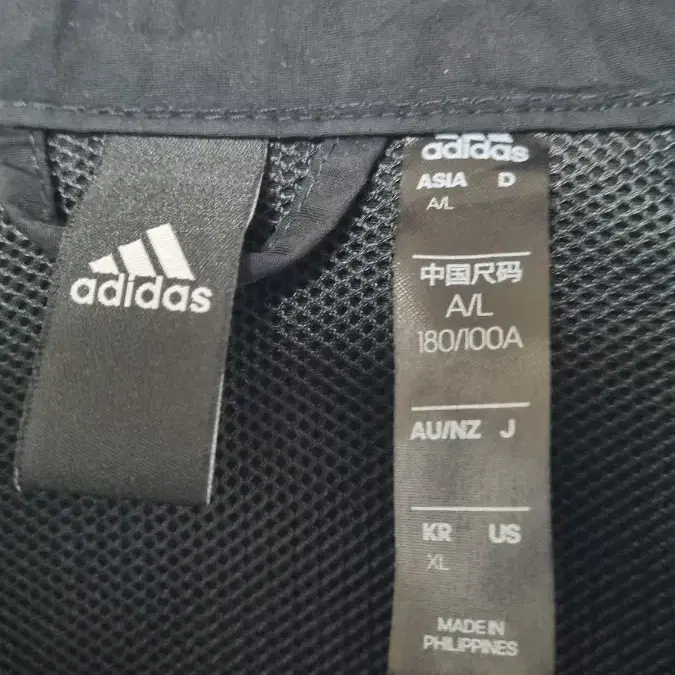 adidas
adidas
ASIA D
A/L
中国尺码
A/L
180/100A
AU/NZ J
KR US
XL
MADE IN
PHILIPPINES